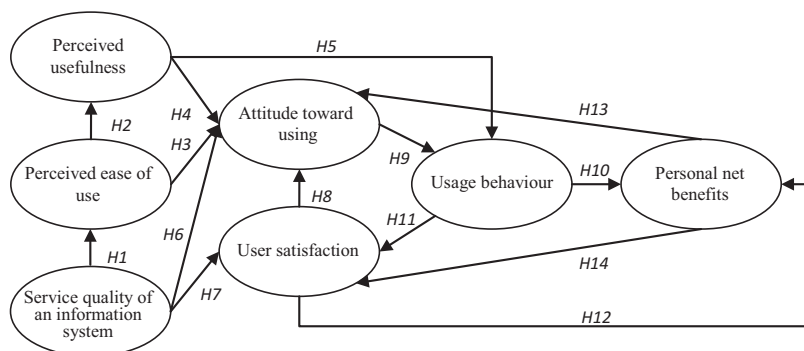 Perceived
usefulness
H5
H4
H2
H3
Attitude toward
using
H13
H9
Perceived ease of
use
Usage behaviour
H10
Personal net
benefits
H8
H6
H11
User satisfaction
H1
H7
H14
Service quality of
an information
system
H12